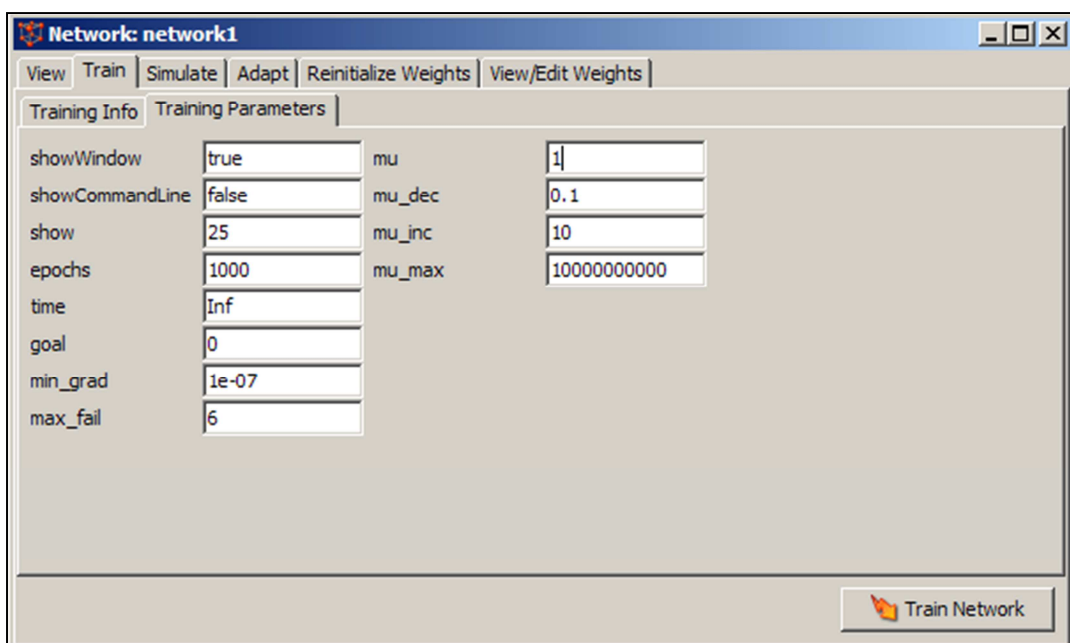 Network: network1
View Train Simulate Adapt Reinitialize Weights View/Edit Weights
Training Info Training Parameters
showWindow true mu 1
showCommandLine false mu_dec 0.1
show 25 mu_inc 10
epochs 1000 mu_max 10000000000
time Inf
goal 0
min_grad 1e-07
max_fail 6
Train Network